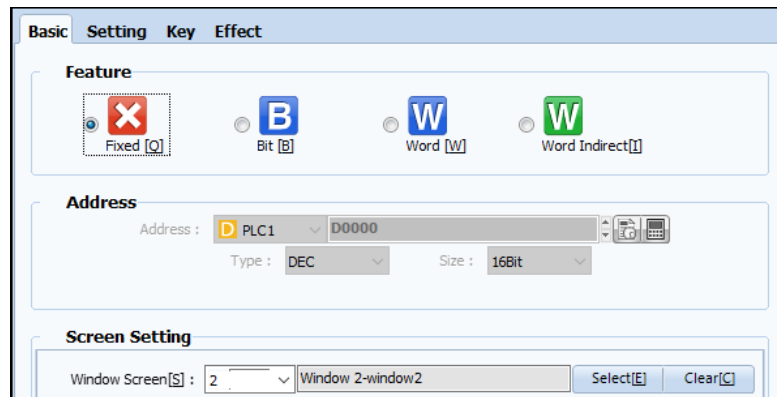 Basic Setting Key Effect
Feature
B W W
Fixed [Q] Bit [B] Word [W] Word Indirect[I]
Address
Address : D PLC1 D0000
Type : DEC Size : 16Bit
Screen Setting
Window Screen[S] : 2 Window 2-window2 Select[E] Clear[C]